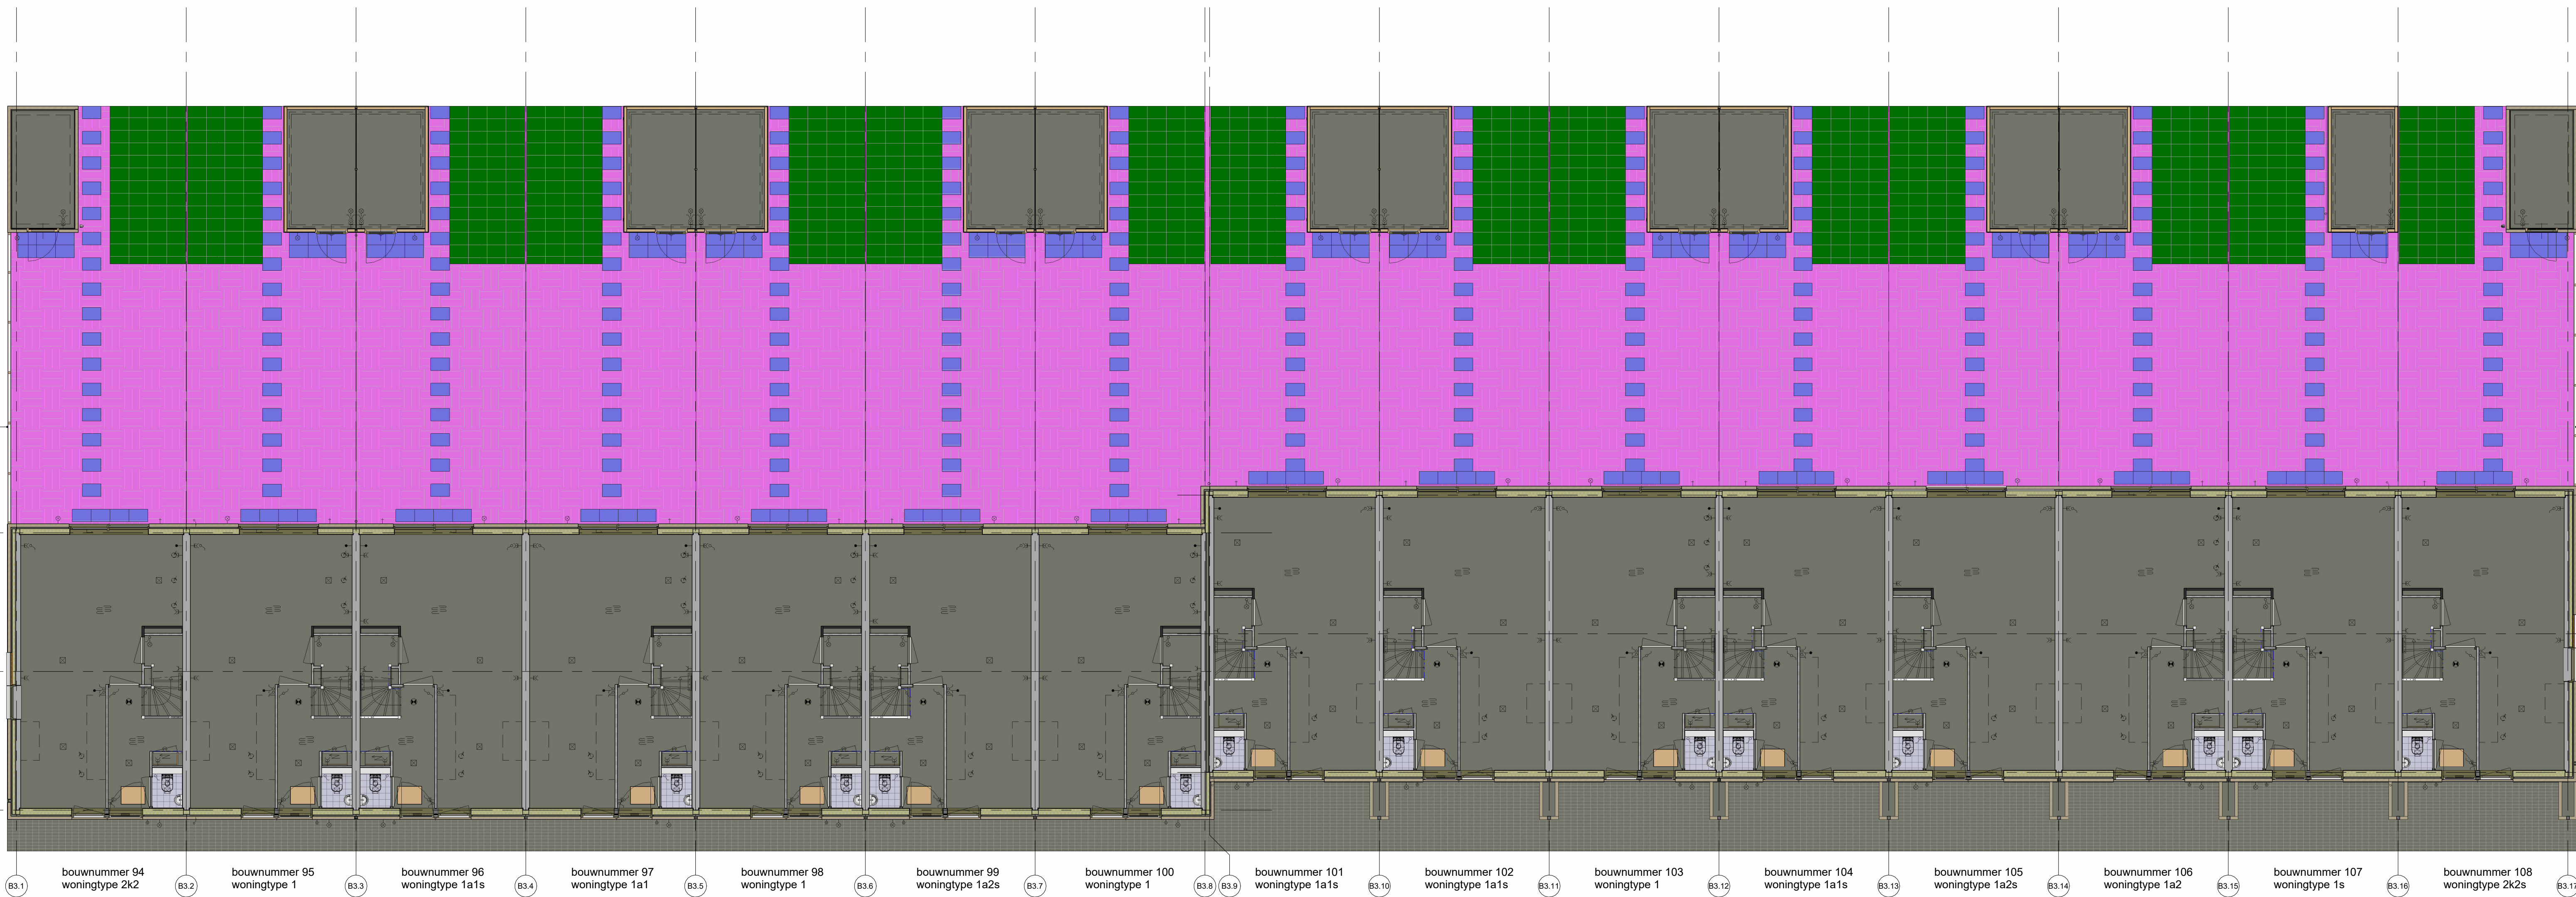 bouwnummer 94
woningtype 2k2
bouwnummer 95
woningtype 1
bouwnummer 96
woningtype 1a1s
bouwnummer 97
woningtype 1a1
bouwnummer 98
woningtype 1
bouwnummer 99
woningtype 1a2s
bouwnummer 100
woningtype 1
bouwnummer 101
woningtype 1a1s
bouwnummer 102
woningtype 1a1s
bouwnummer 103
woningtype 1
bouwnummer 104
woningtype 1a1s
bouwnummer 105
woningtype 1a2s
bouwnummer 106
woningtype 1a2
bouwnummer 107
woningtype 1s
bouwnummer 108
woningtype 2k2s
B3.1
B3.2
B3.3
B3.4
B3.5
B3.6
B3.7
B3.8
B3.9
B3.10
B3.11
B3.12
B3.13
B3.14
B3.15
B3.16